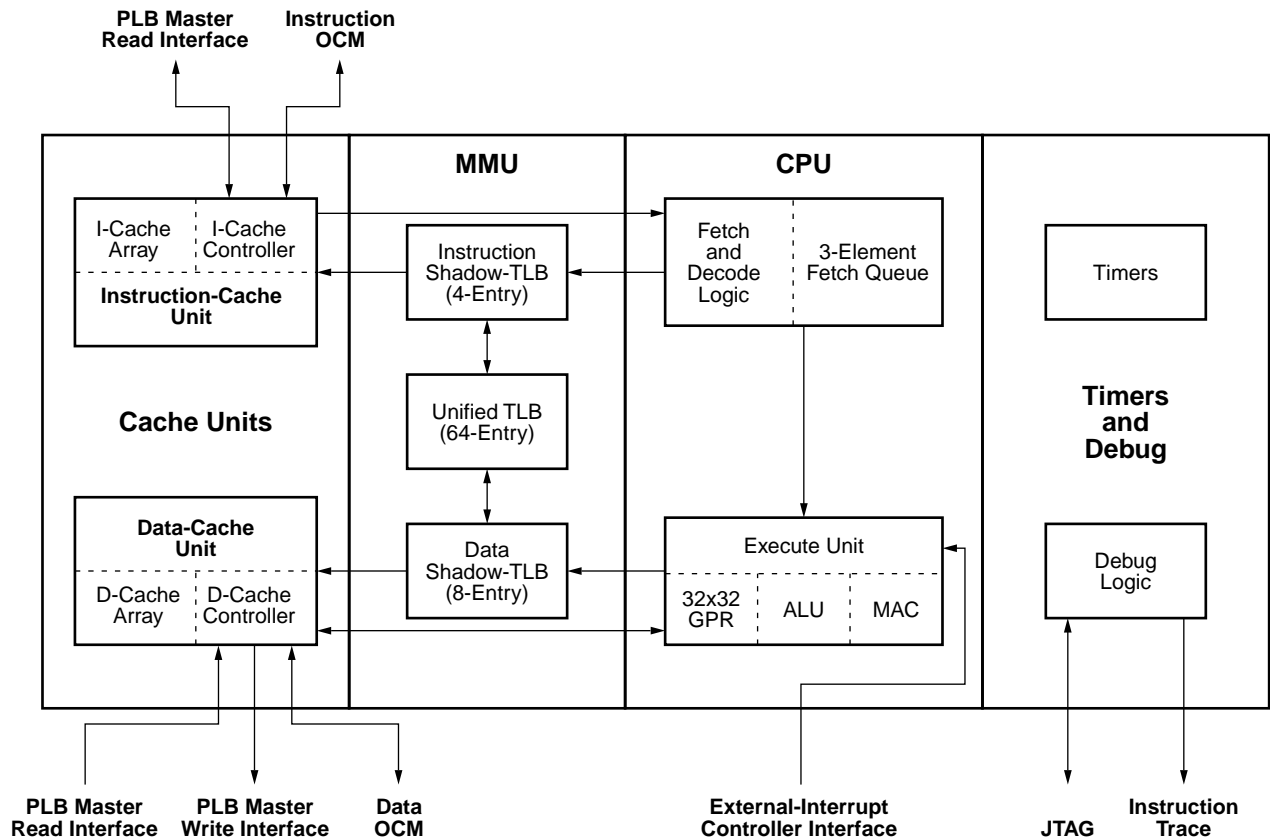 PLB Master
Read Interface
Instruction
OCM
MMU
CPU
I-Cache
Array
I-Cache
Controller
Instruction-Cache
Unit
Instruction
Shadow-TLB
(4-Entry)
Fetch
and
Decode
Logic
3-Element
Fetch Queue
Timers
Cache Units
Unified TLB
(64-Entry)
Timers
and
Debug
Data-Cache
Unit
D-Cache
Array
D-Cache
Controller
Data
Shadow-TLB
(8-Entry)
Execute Unit
32x32
GPR
ALU
MAC
Debug
Logic
PLB Master
Read Interface
PLB Master
Write Interface
Data
OCM
External-Interrupt
Controller Interface
JTAG
Instruction
Trace